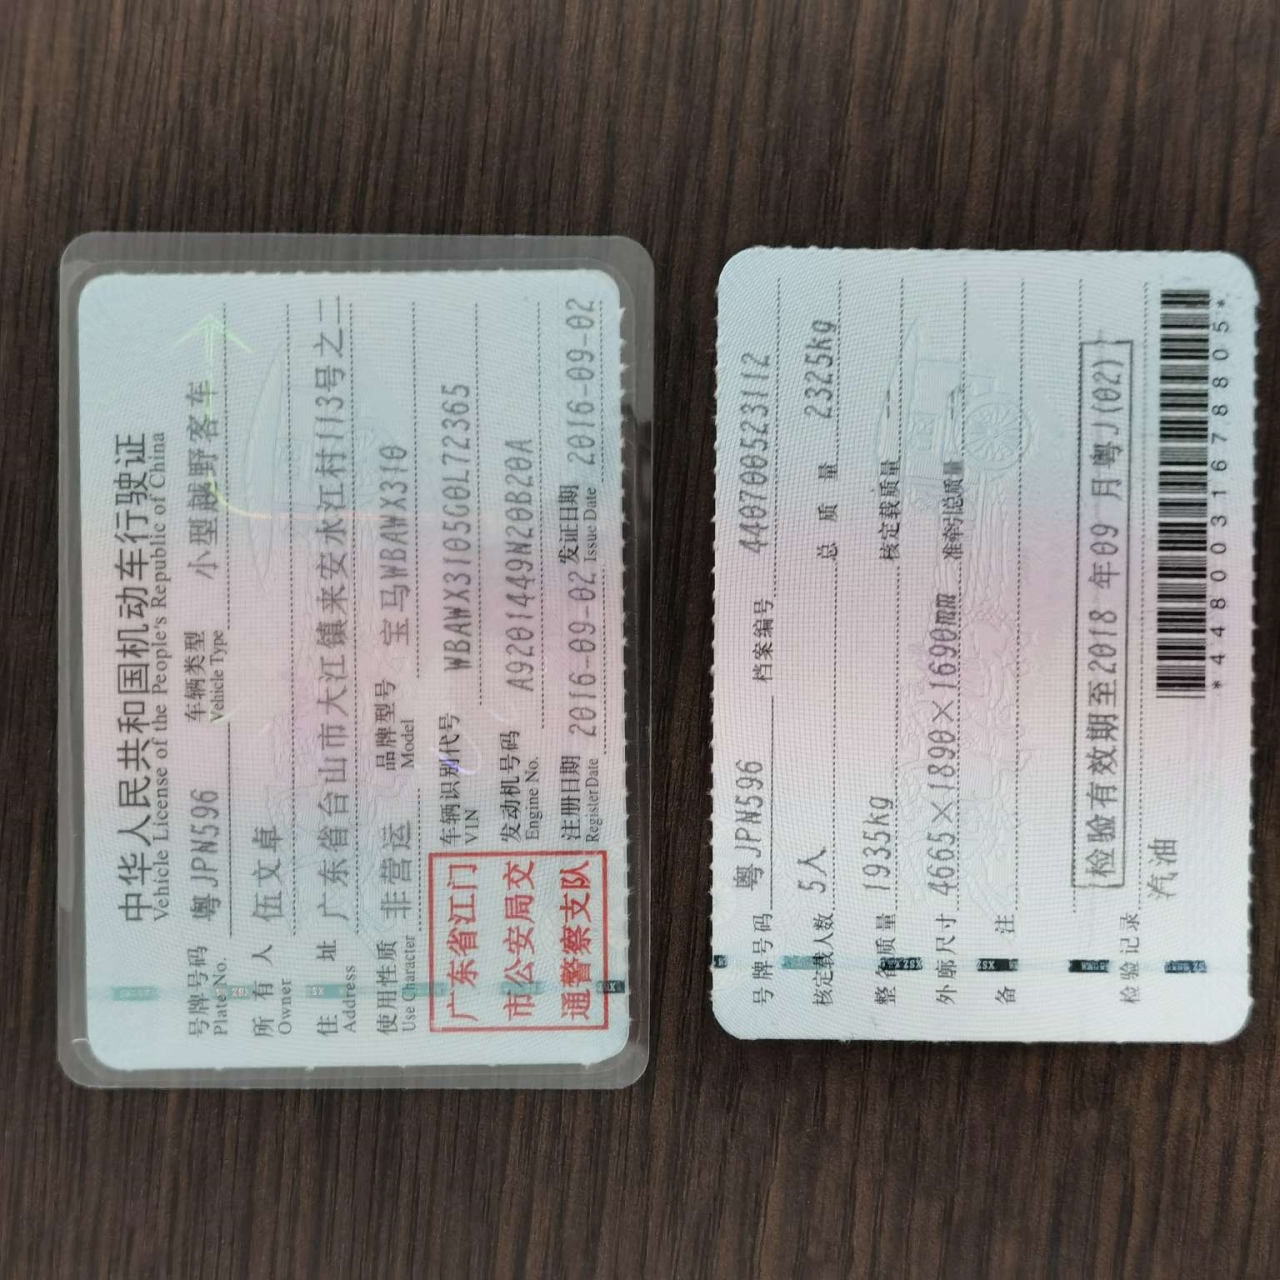 中华人民共和国机动车行驶证
Vehicle License of the People's Republic of China
号牌号码 粤JPN596 车辆类型 小型越野客车
Plate No. Vehicle Type
所有人 伍文卓
Owner
住址 广东省台山市大江镇来安水江村113号之二
Address
使用性质 非营运 品牌型号 宝马WBAWX310
Use Character Model
广东省江门
市公安局交
通警察支队
车辆识别代号 WBAWX3105G0L72365
VIN
发动机号码 A9201449N20B20A
Engine No.
注册日期 2016-09-02 发证日期 2016-09-02
Register Date Issue Date
号牌号码 粤JPN596 档案编号 440700523112
核定载人数 5人 总质量 2325kg
整备质量 1935kg 核定载质量 --
外廓尺寸 4665×1890×1690mm 准牵引总质量 --
备注
检验有效期至2018年09月粤J(02)
检验记录 汽油
*4480031678805*